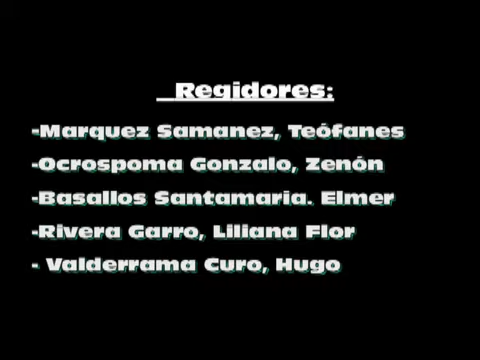 Regidores:
-Marquez Samanez, Teófanes
-Ocrospoma Gonzalo, Zenón
-Basallos Santamaria. Elmer
-Rivera Garro, Liliana Flor
- Valderrama Curo, Hugo